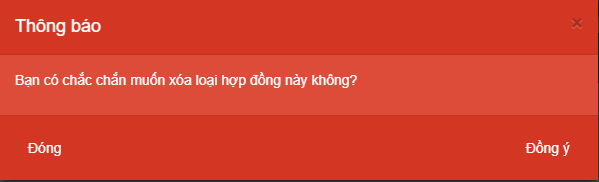 Thông báo
×
Bạn có chắc chắn muốn xóa loại hợp đồng này không?
Đóng
Đồng ý